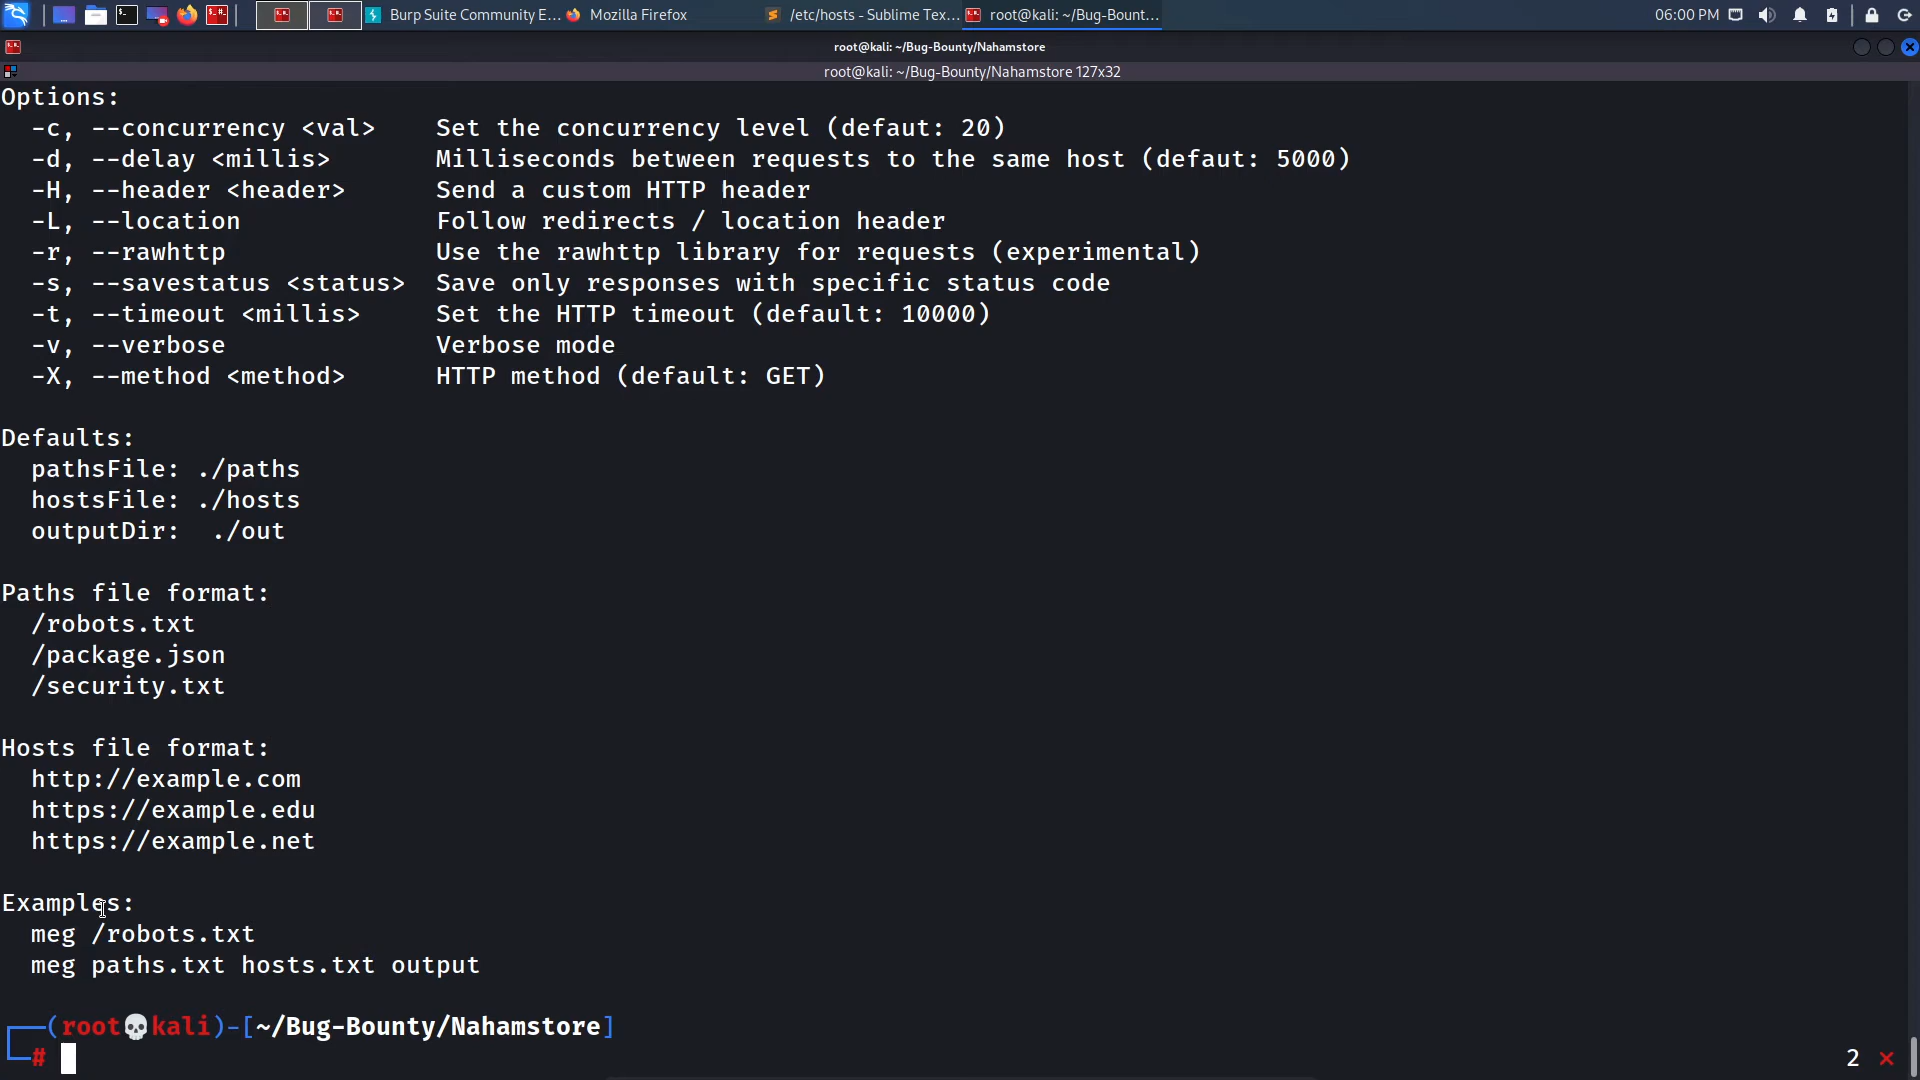 Burp Suite Community E...
Mozilla Firefox
/etc/hosts - Sublime Tex...
root@kali: ~/Bug-Bount...
06:00 PM
root@kali: ~/Bug-Bounty/Nahamstore
root@kali: ~/Bug-Bounty/Nahamstore 127x32
Options:
-c, --concurrency <val>    Set the concurrency level (defaut: 20)
-d, --delay <millis>       Milliseconds between requests to the same host (defaut: 5000)
-H, --header <header>      Send a custom HTTP header
-L, --location             Follow redirects / location header
-r, --rawhttp              Use the rawhttp library for requests (experimental)
-s, --savestatus <status>  Save only responses with specific status code
-t, --timeout <millis>     Set the HTTP timeout (default: 10000)
-v, --verbose              Verbose mode
-X, --method <method>      HTTP method (default: GET)
Defaults:
pathsFile: ./paths
hostsFile: ./hosts
outputDir:  ./out
Paths file format:
/robots.txt
/package.json
/security.txt
Hosts file format:
http://example.com
https://example.edu
https://example.net
Examples:
meg /robots.txt
meg paths.txt hosts.txt output
(root💀kali)-[~/Bug-Bounty/Nahamstore]
# 2 ⨯